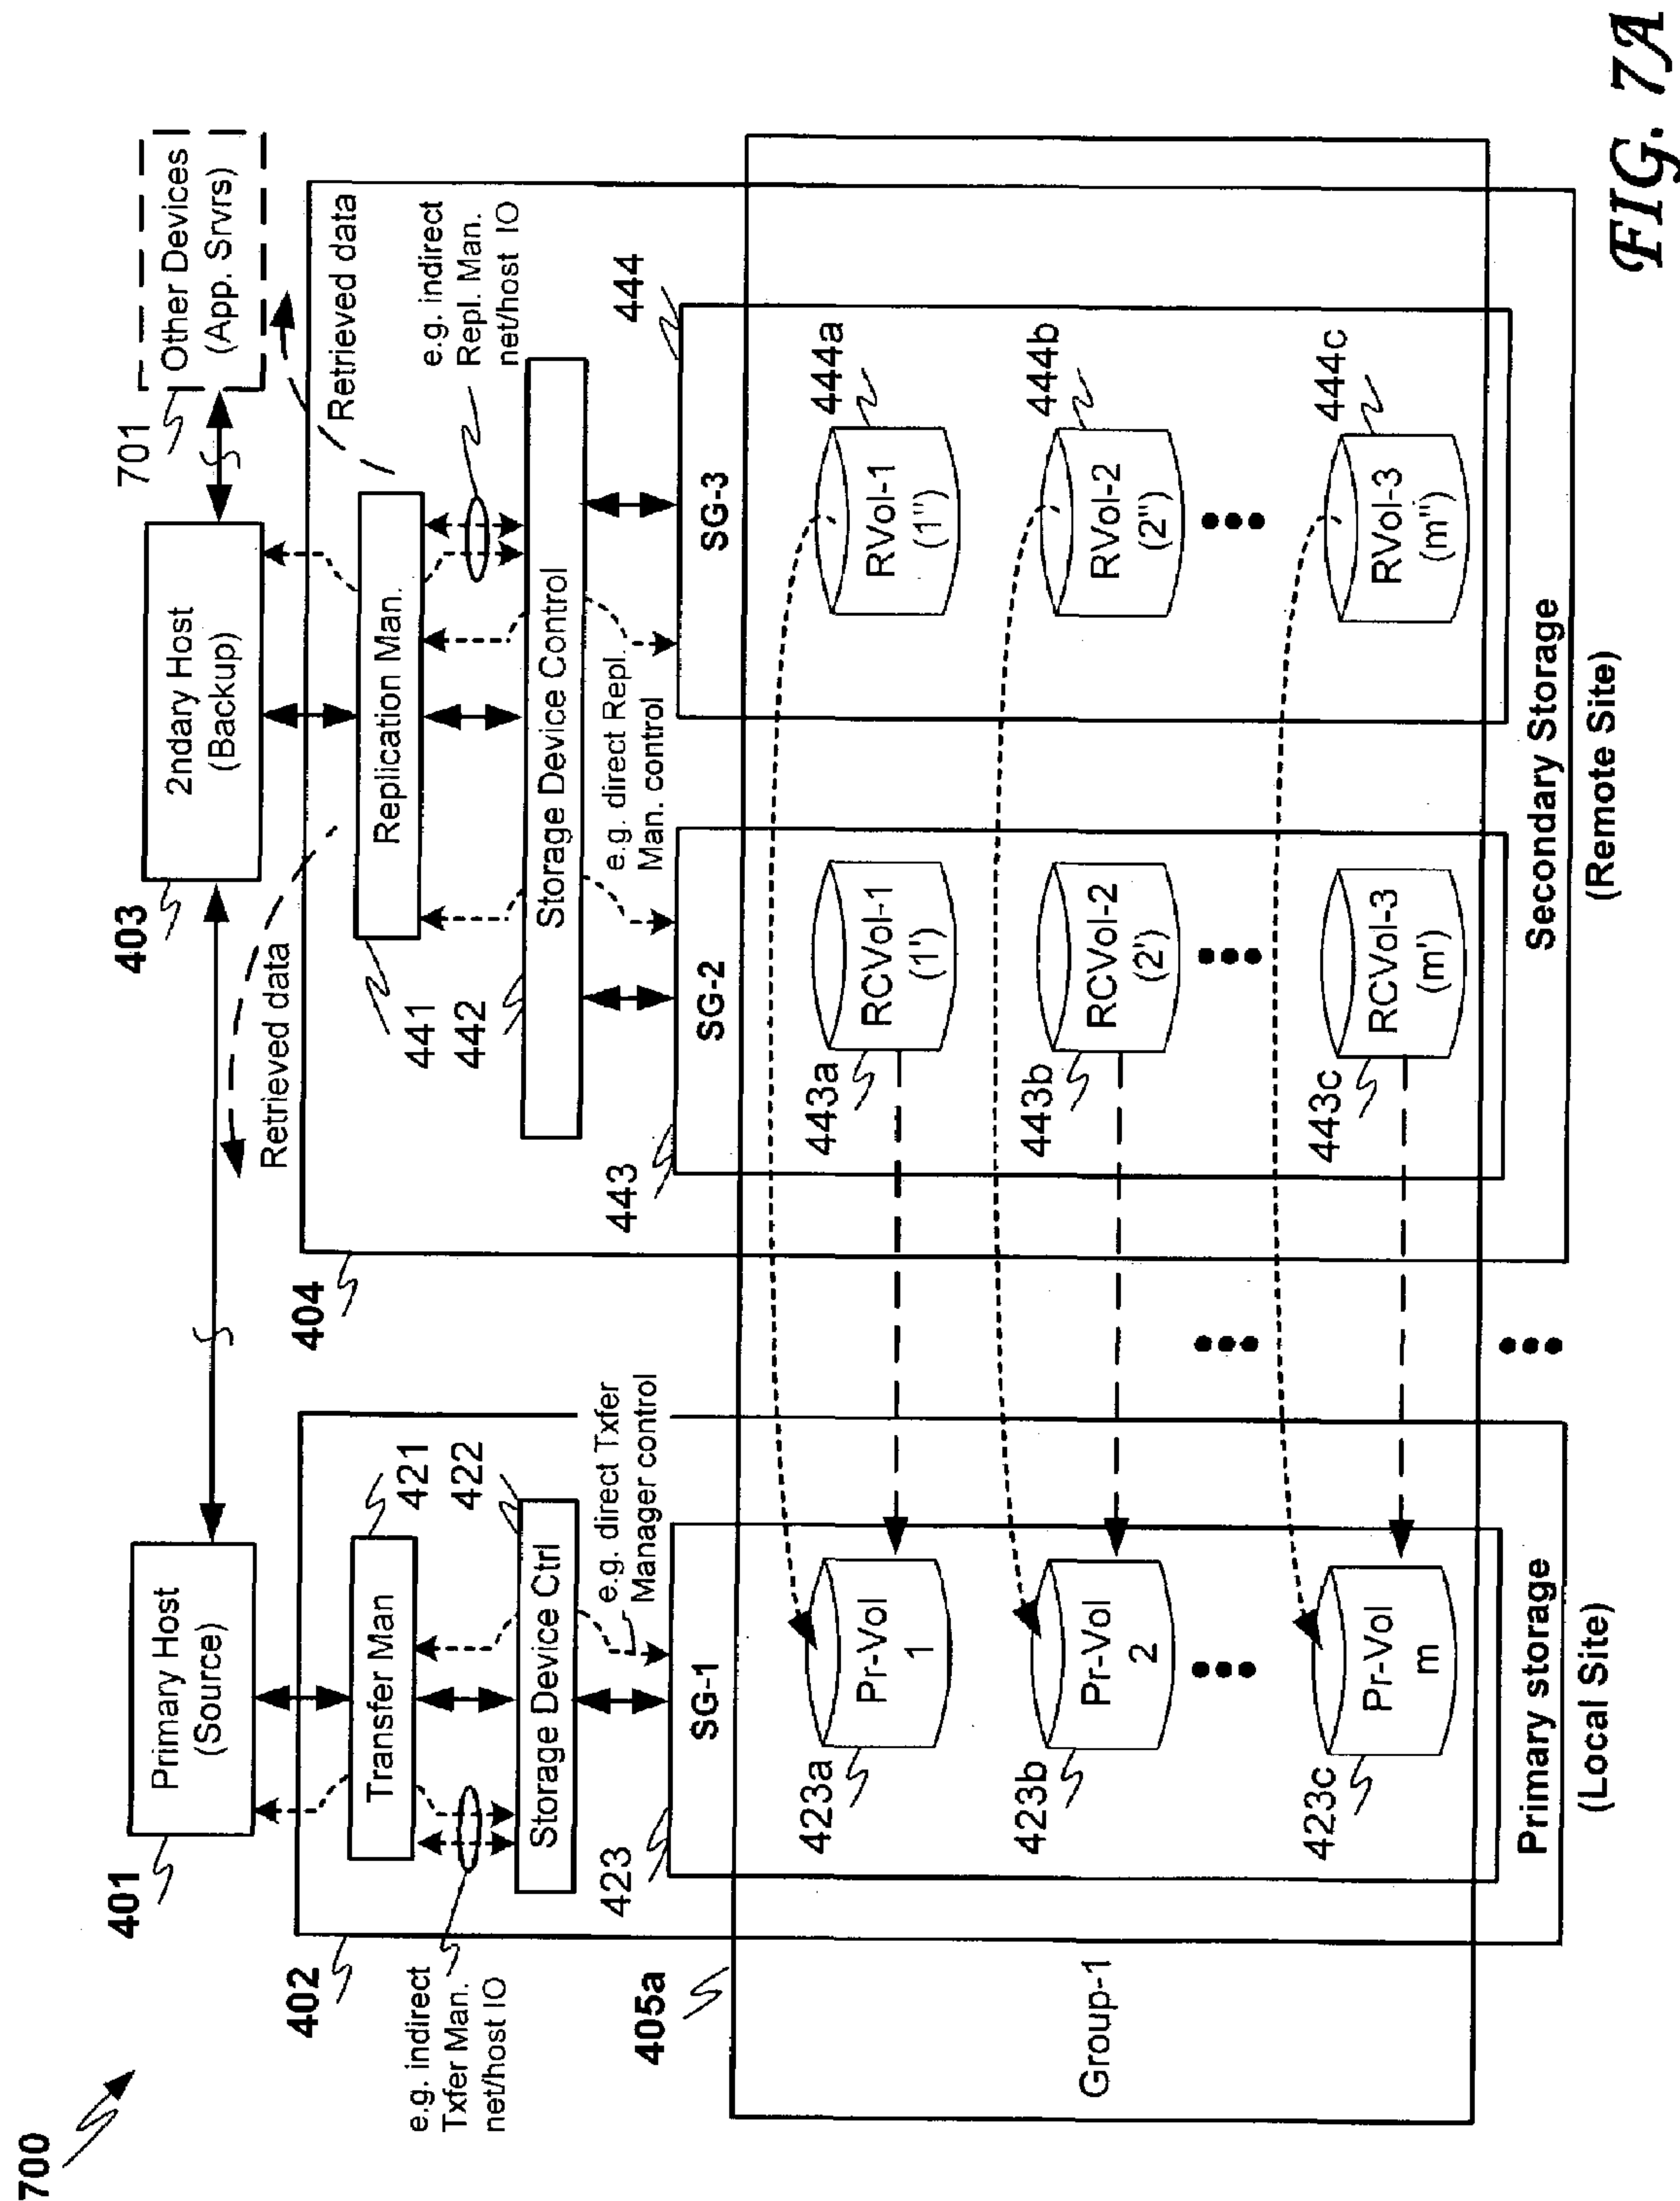 700
401
Primary Host
(Source)
403
2ndary Host
(Backup)
701
Other Devices
(App. Srvrs)
402
Transfer Man
421
404
Retrieved data
441
Replication Man.
Retrieved data
e.g. indirect
Txfer Man.
net/host IO
Storage Device Ctrl
422
442
Storage Device Control
e.g. indirect
Repl. Man.
net/host IO
e.g. direct Txfer
Manager control
e.g. direct Repl.
Man. control
405a
423
SG-1
443
SG-2
444
SG-3
Group-1
423a
Pr-Vol
1
443a
RCVol-1
(1')
444a
RVol-1
(1")
423b
Pr-Vol
2
443b
RCVol-2
(2')
444b
RVol-2
(2")
423c
Pr-Vol
m
443c
RCVol-3
(m')
444c
RVol-3
(m")
Primary storage
(Local Site)
Secondary Storage
(Remote Site)
FIG. 7A